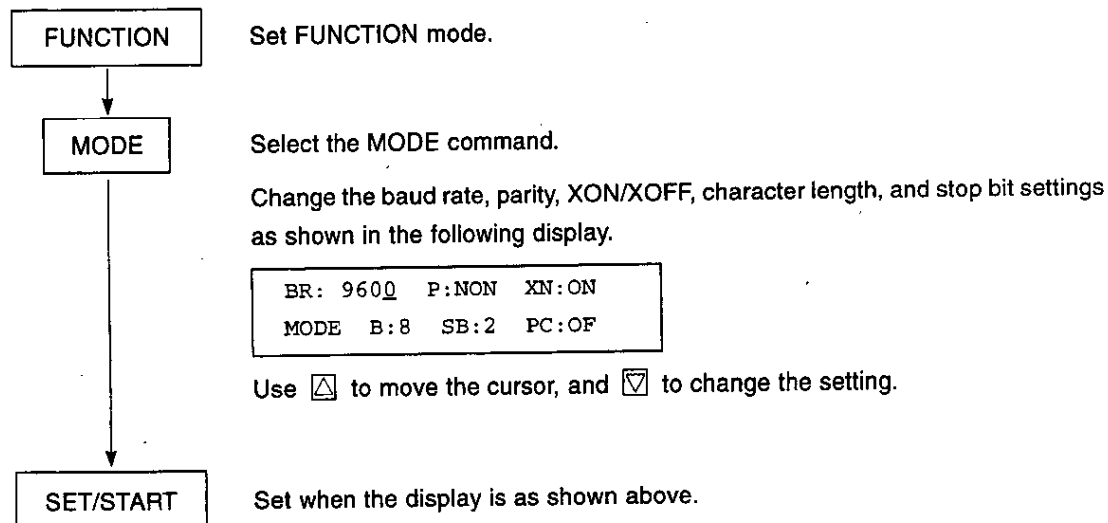 FUNCTION Set FUNCTION mode.
MODE Select the MODE command.
Change the baud rate, parity, XON/XOFF, character length, and stop bit settings
as shown in the following display.
BR: 9600 P:NON XN:ON
MODE B:8 SB:2 PC:OF
Use △ to move the cursor, and ▽ to change the setting.
SET/START Set when the display is as shown above.